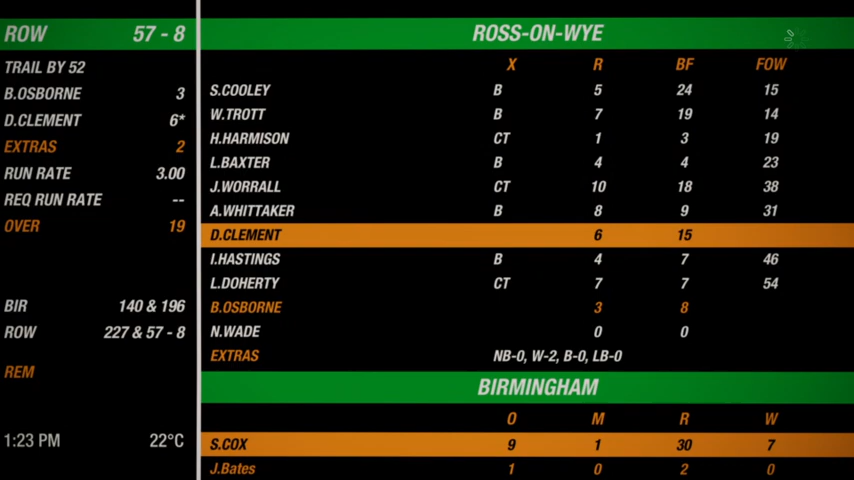 ROW 57 - 8
TRAIL BY 52
B.OSBORNE 3
D.CLEMENT 6*
EXTRAS 2
RUN RATE 3.00
REQ RUN RATE --
OVER 19
BIR 140 & 196
ROW 227 & 57 - 8
REM
1:23 PM 22°C
ROSS-ON-WYE
X R BF FOW
S.COOLEY B 5 24 15
W.TROTT B 7 19 14
H.HARMISON CT 1 3 19
L.BAXTER B 4 4 23
J.WORRALL CT 10 18 38
A.WHITTAKER B 8 9 31
D.CLEMENT 6 15
I.HASTINGS B 4 7 46
L.DOHERTY CT 7 7 54
B.OSBORNE 3 8
N.WADE 0 0
EXTRAS NB-0, W-2, B-0, LB-0
BIRMINGHAM
O M R W
S.COX 9 1 30 7
J.Bates 1 0 2 0